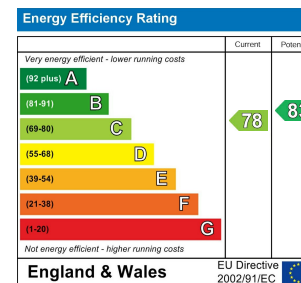 Energy Efficiency Rating
Current
Very energy efficient - lower running costs
(92 plus) A
(81-91) B
(69-80) C
(55-68) D
(39-54) E
(21-38) F
(1-20) G
78
Not energy efficient - higher running costs
England & Wales
EU Directive
2002/91/EC